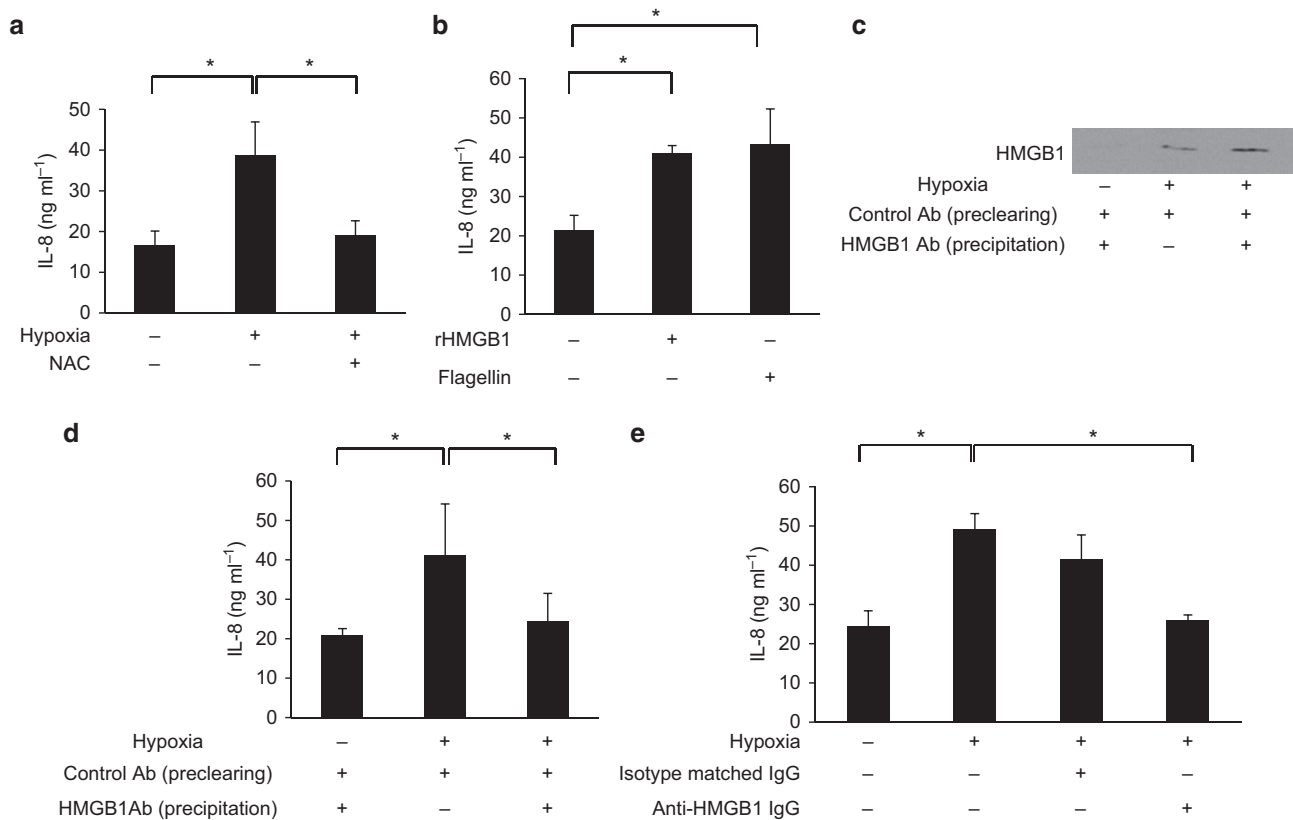 a
*
*
IL-8 (ng ml⁻¹)
50
40
30
20
10
0
Hypoxia – + +
NAC – – +
b
*
*
IL-8 (ng ml⁻¹)
60
50
40
30
20
10
0
rHMGB1 – + –
Flagellin – – +
c
HMGB1
Hypoxia – + +
Control Ab (preclearing) + + +
HMGB1 Ab (precipitation) + – +
d
*
*
IL-8 (ng ml⁻¹)
60
50
40
30
20
10
0
Hypoxia – + +
Control Ab (preclearing) + + +
HMGB1Ab (precipitation) + – +
e
*
*
IL-8 (ng ml⁻¹)
60
50
40
30
20
10
0
Hypoxia – + + +
Isotype matched IgG – – + –
Anti-HMGB1 IgG – – – +